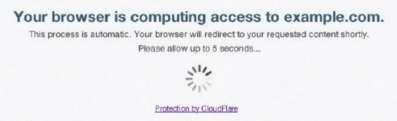 Your browser is computing access to example.com.
This process is automatic. Your browser will redirect to your requested content shortly.
Please allow up to 5 seconds...
Protection by CloudFlare